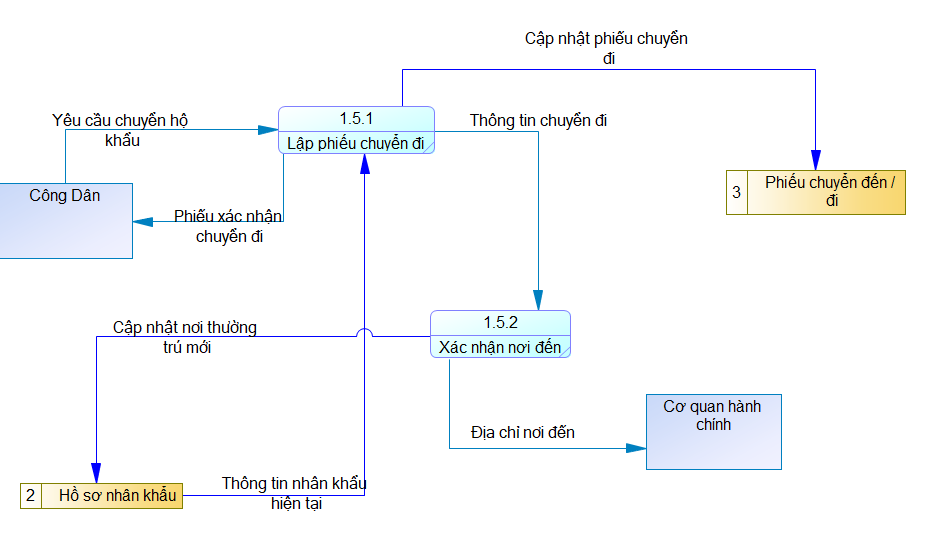 Cập nhật phiếu chuyển
đi
Yêu cầu chuyển hộ
khẩu
1.5.1
Lập phiếu chuyển đi
Thông tin chuyển đi
3
Phiếu chuyển đến /
đi
Công Dân
Phiếu xác nhận
chuyển đi
1.5.2
Xác nhận nơi đến
Cập nhật nơi thường
trú mới
Cơ quan hành
chính
Địa chỉ nơi đến
2
Hồ sơ nhân khẩu
Thông tin nhân khẩu
hiện tại